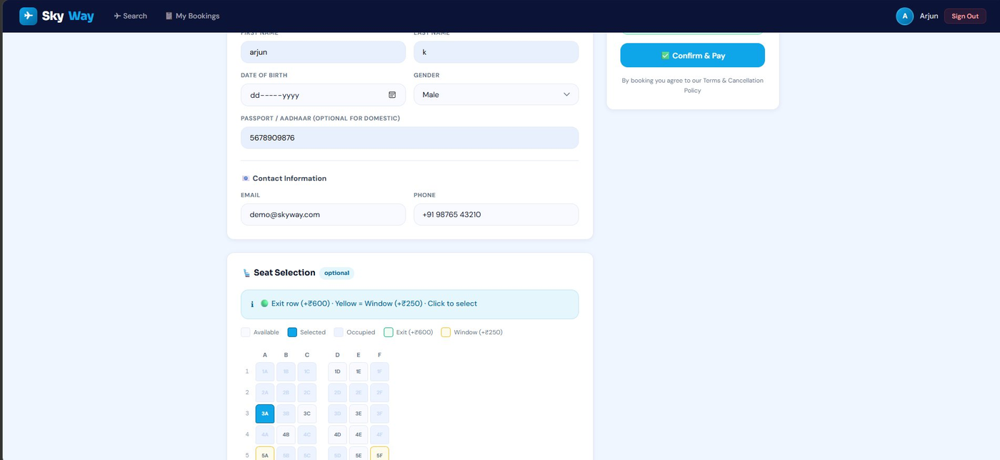 Sky Way
Search
My Bookings
A
Arjun
Sign Out
FIRST NAME
LAST NAME
arjun
k
DATE OF BIRTH
GENDER
dd-----yyyy
Male
PASSPORT / AADHAAR (OPTIONAL FOR DOMESTIC)
5678909876
Contact Information
EMAIL
PHONE
demo@skyway.com
+91 98765 43210
Confirm & Pay
By booking you agree to our Terms & Cancellation
Policy
Seat Selection optional
i Exit row (+₹600) · Yellow = Window (+₹250) · Click to select
Available Selected Occupied Exit (+₹600) Window (+₹250)
A B C D E F
1 1A 1B 1C 1D 1E 1F
2 2A 2B 2C 2D 2E 2F
3 3A 3B 3C 3D 3E 3F
4 4A 4B 4C 4D 4E 4F
5 5A 5B 5C 5D 5E 5F